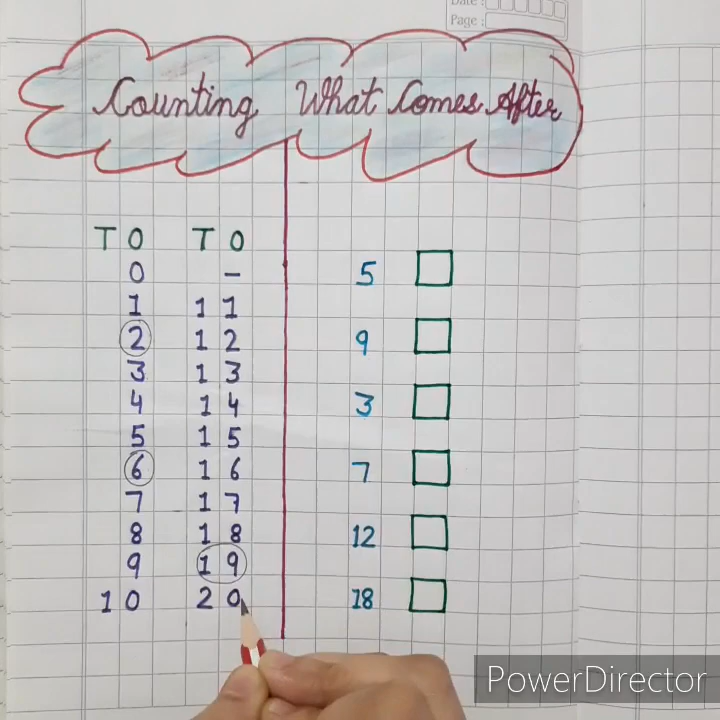 Date :
Page :
Counting What Comes After
T O T O
0 –
1 1 1
2 1 2
3 1 3
4 1 4
5 1 5
6 1 6
7 1 7
8 1 8
9 1 9
1 0 2 0
5
9
3
7
12
18
PowerDirector